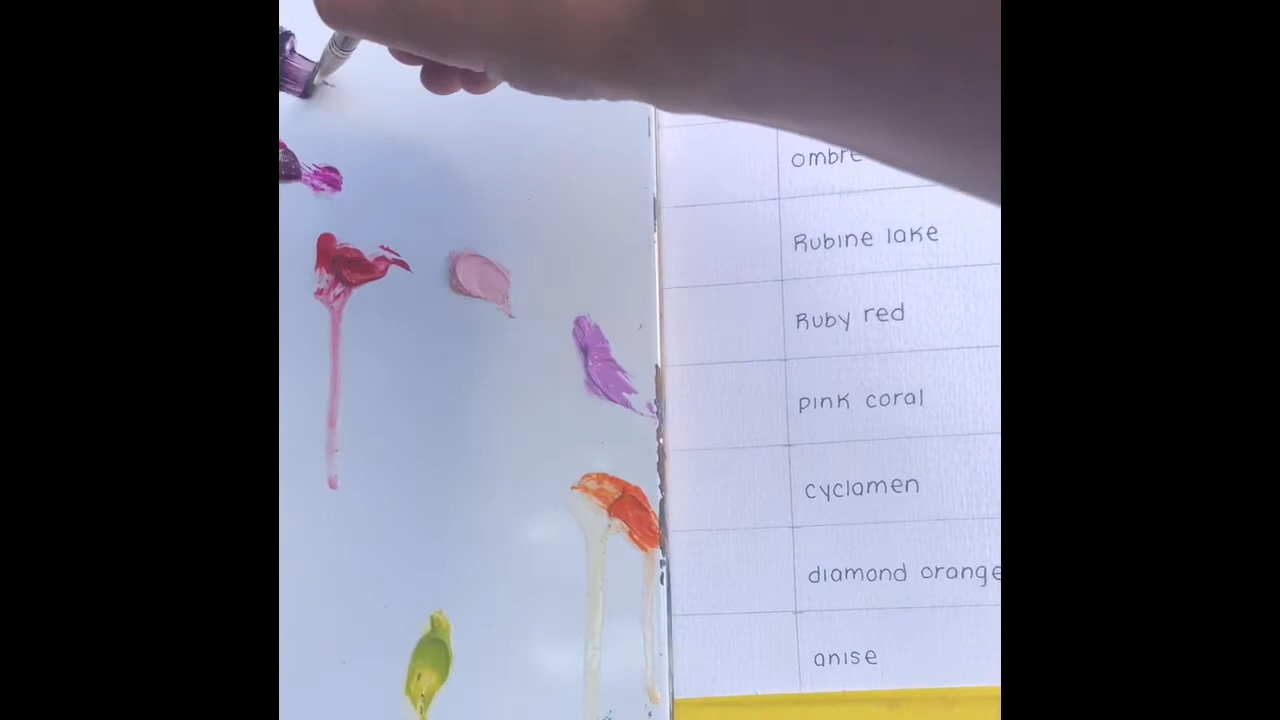 ombre
Rubine lake
Ruby red
pink coral
cyclamen
diamond orange
anise